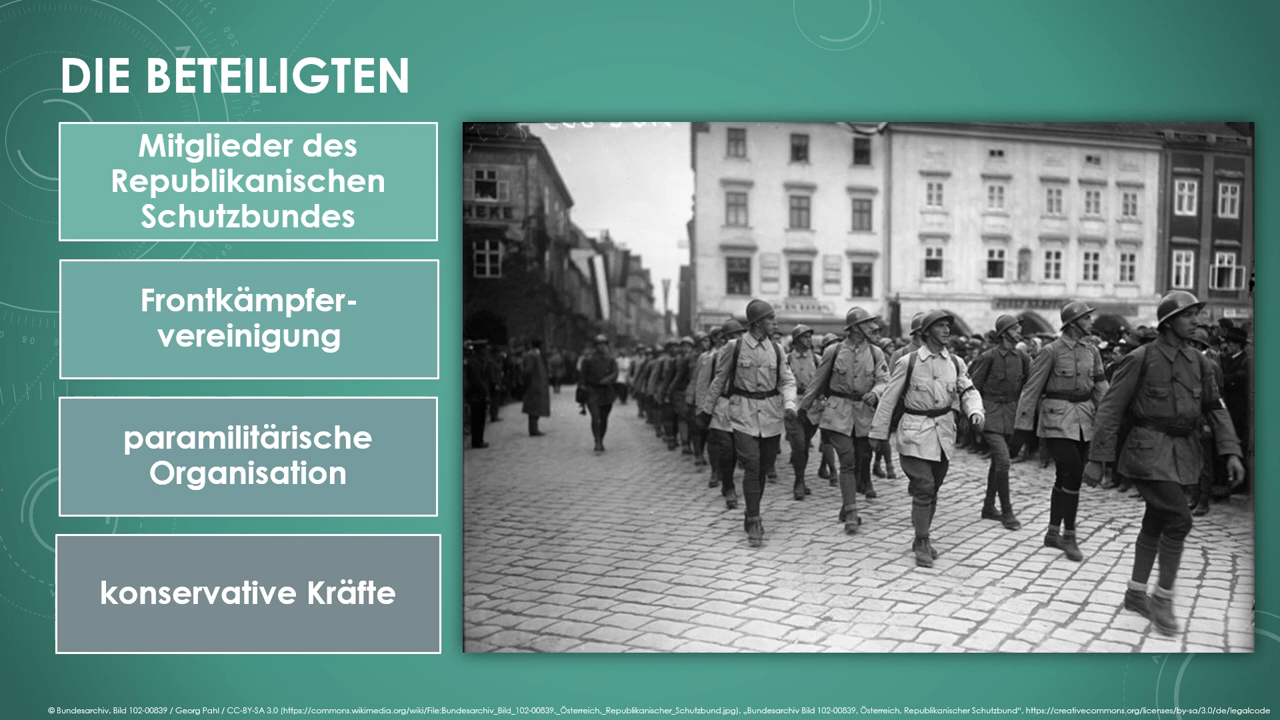 DIE BETEILIGTEN
Mitglieder des
Republikanischen
Schutzbundes
Frontkämpfer-
vereinigung
paramilitärische
Organisation
konservative Kräfte
© Bundesarchiv, Bild 102-00839 / Georg Pahl / CC-BY-SA 3.0 (https://commons.wikimedia.org/wiki/File:Bundesarchiv_Bild_102-00839,_Österreich,_Republikanischer_Schutzbund.jpg), „Bundesarchiv Bild 102-00839, Österreich, Republikanischer Schutzbund“, https://creativecommons.org/licenses/by-sa/3.0/de/legalcode